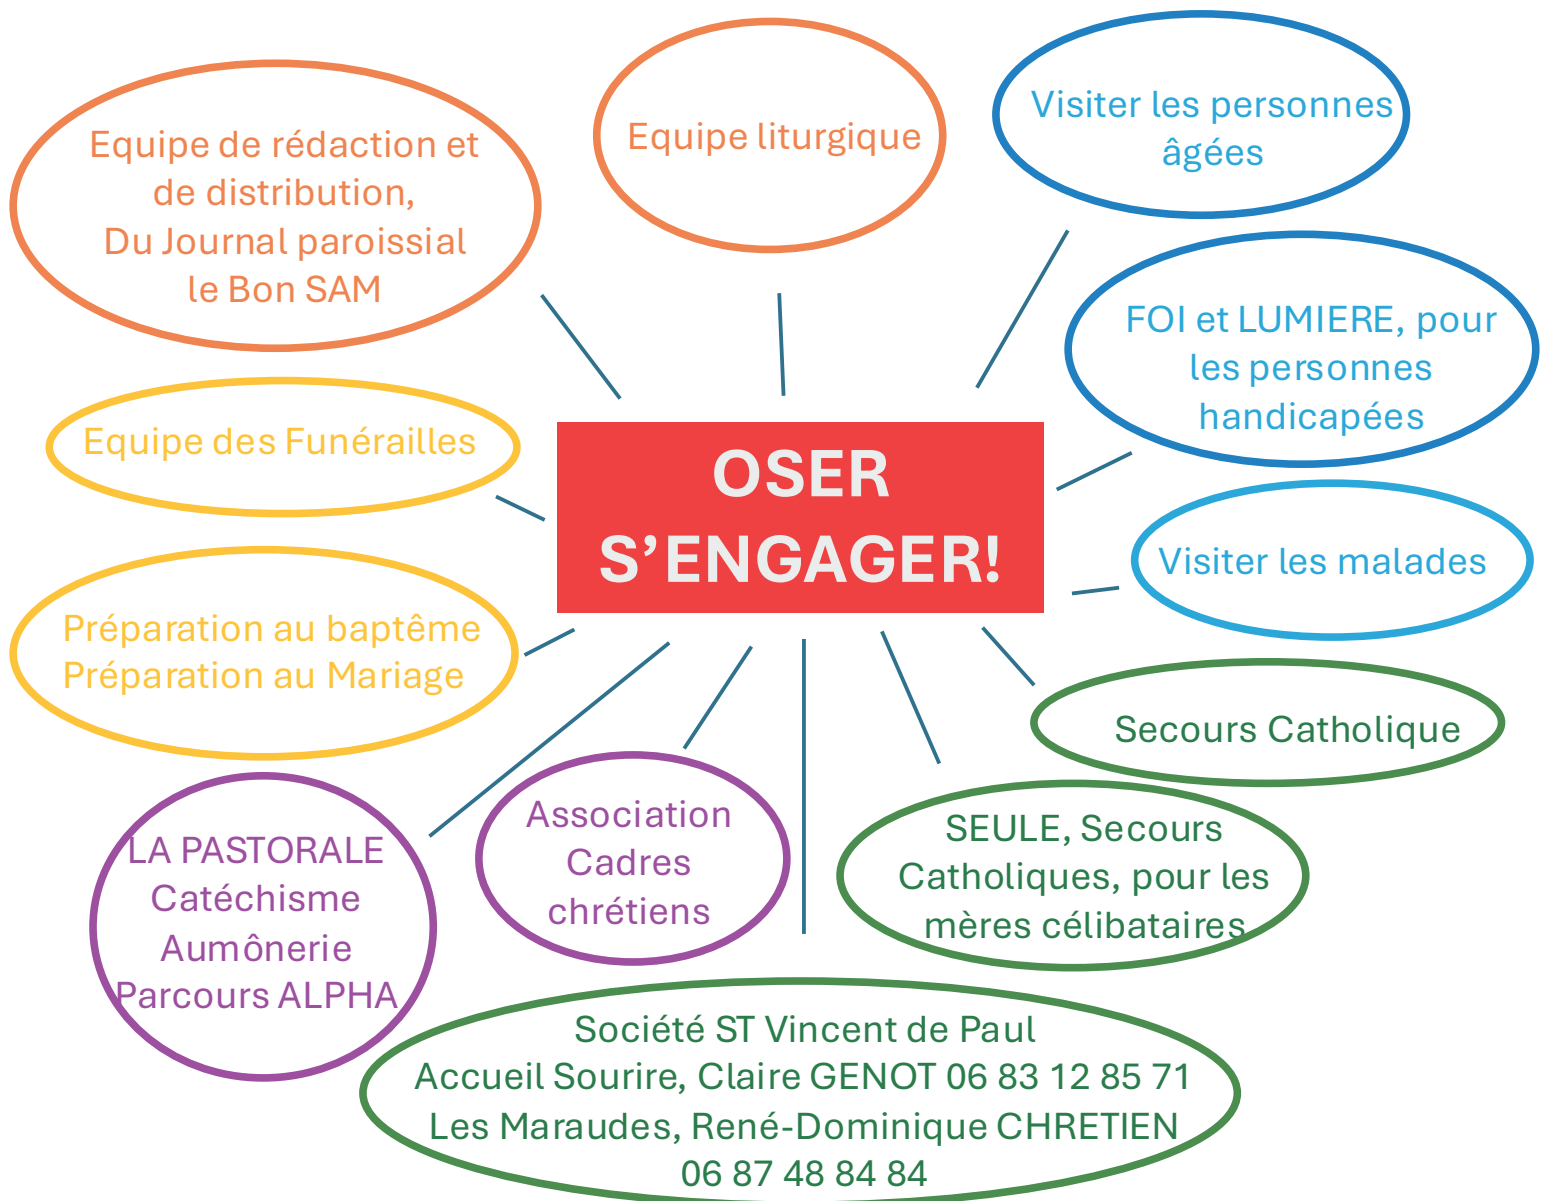 Equipe de rédaction et
de distribution,
Du Journal paroissial
le Bon SAM
Equipe liturgique
Visiter les personnes
âgées
FOI et LUMIERE, pour
les personnes
handicapées
Equipe des Funérailles
OSER
S’ENGAGER!
Visiter les malades
Préparation au baptême
Préparation au Mariage
Secours Catholique
LA PASTORALE
Catéchisme
Aumônerie
Parcours ALPHA
Association
Cadres
chrétiens
SEULE, Secours
Catholiques, pour les
mères célibataires
Société ST Vincent de Paul
Accueil Sourire, Claire GENOT 06 83 12 85 71
Les Maraudes, René-Dominique CHRETIEN
06 87 48 84 84